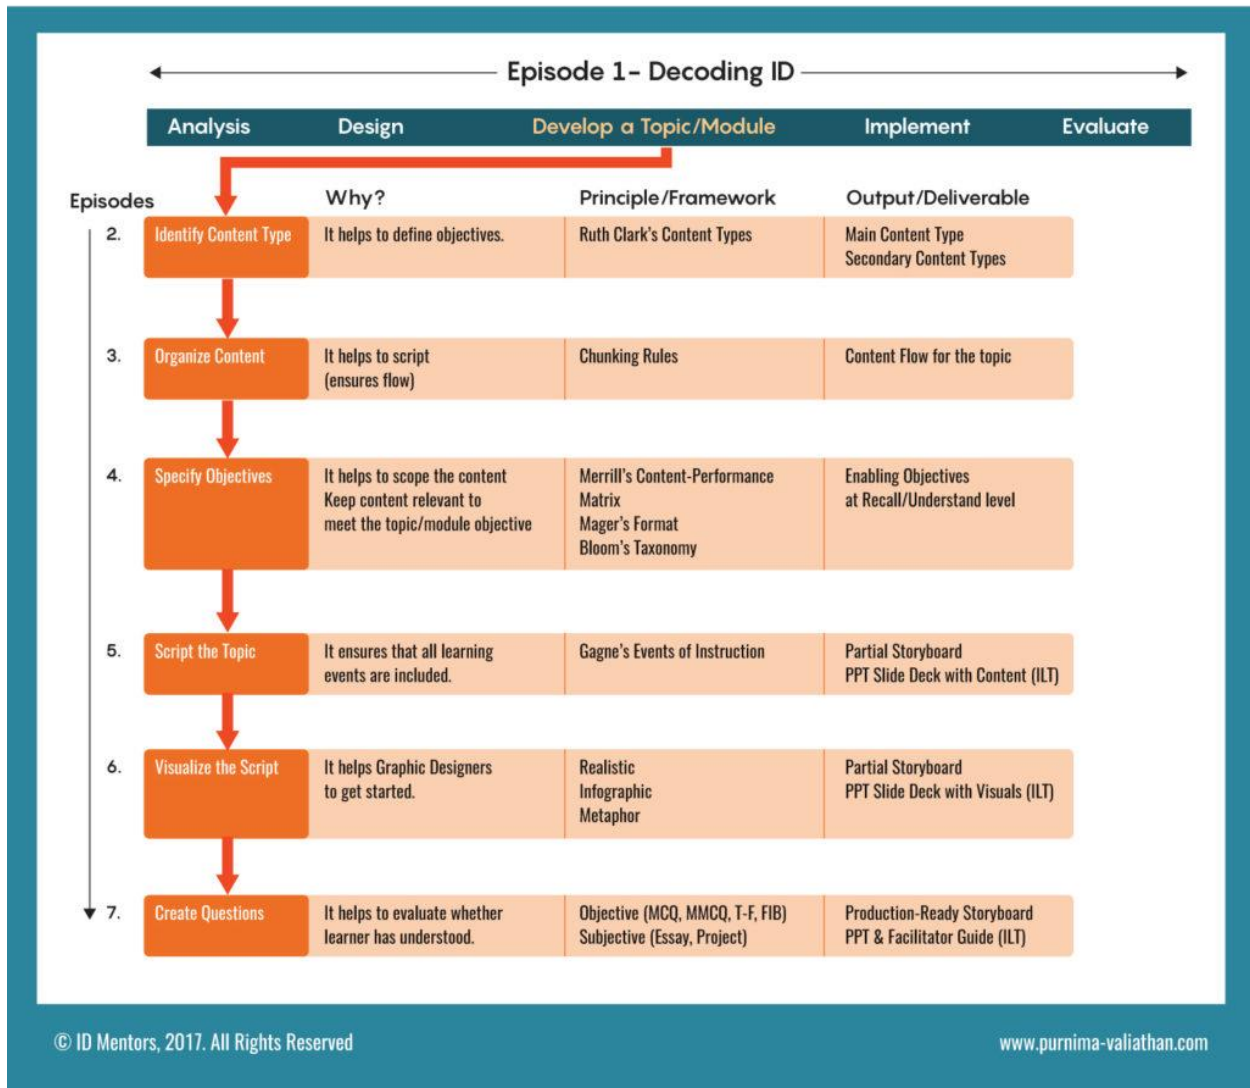 Episode 1- Decoding ID
Analysis Design Develop a Topic/Module Implement Evaluate
Episodes Why? Principle/Framework Output/Deliverable
2. Identify Content Type It helps to define objectives. Ruth Clark's Content Types Main Content Type
Secondary Content Types
3. Organize Content It helps to script Chunking Rules Content Flow for the topic
(ensures flow)
4. Specify Objectives It helps to scope the content Merrill's Content-Performance Enabling Objectives
Keep content relevant to Matrix at Recall/Understand level
meet the topic/module objective Mager's Format
Bloom's Taxonomy
5. Script the Topic It ensures that all learning Gagne's Events of Instruction Partial Storyboard
events are included. PPT Slide Deck with Content (ILT)
6. Visualize the Script It helps Graphic Designers Realistic Partial Storyboard
to get started. Infographic PPT Slide Deck with Visuals (ILT)
Metaphor
7. Create Questions It helps to evaluate whether Objective (MCQ, MMCQ, T-F, FIB) Production-Ready Storyboard
learner has understood. Subjective (Essay, Project) PPT & Facilitator Guide (ILT)
© ID Mentors, 2017. All Rights Reserved www.purnima-valiathan.com